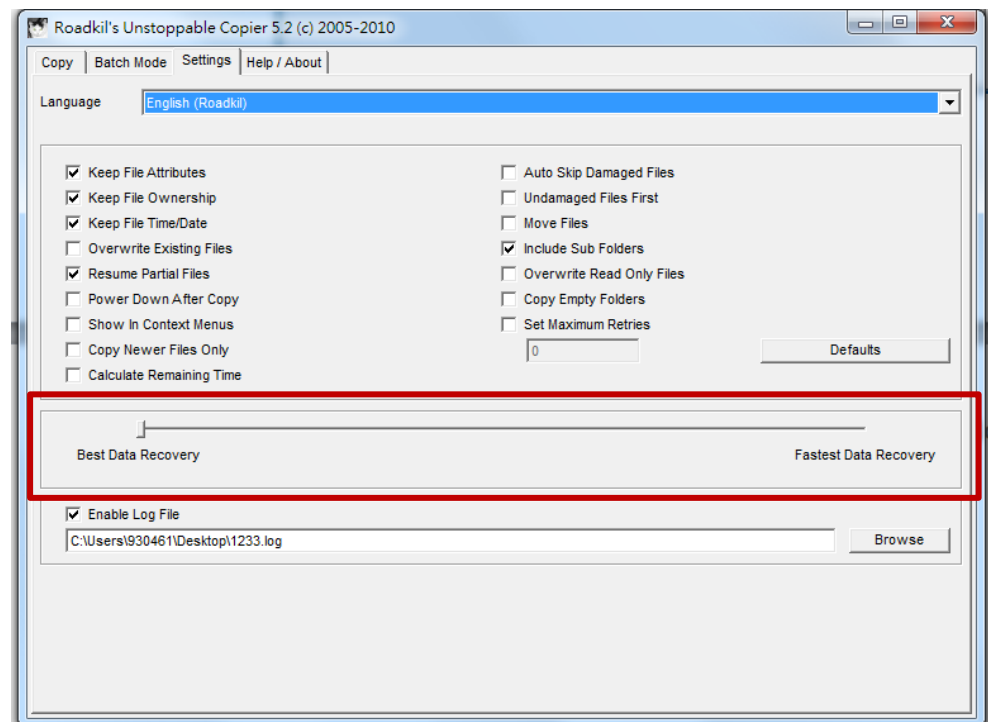 Roadkil's Unstoppable Copier 5.2 (c) 2005-2010
Copy Batch Mode Settings Help / About
Language English (Roadkil)
Keep File Attributes
Keep File Ownership
Keep File Time/Date
Overwrite Existing Files
Resume Partial Files
Power Down After Copy
Show In Context Menus
Copy Newer Files Only
Calculate Remaining Time
Auto Skip Damaged Files
Undamaged Files First
Move Files
Include Sub Folders
Overwrite Read Only Files
Copy Empty Folders
Set Maximum Retries
0 Defaults
Best Data Recovery Fastest Data Recovery
Enable Log File
C:\Users\930461\Desktop\1233.log Browse